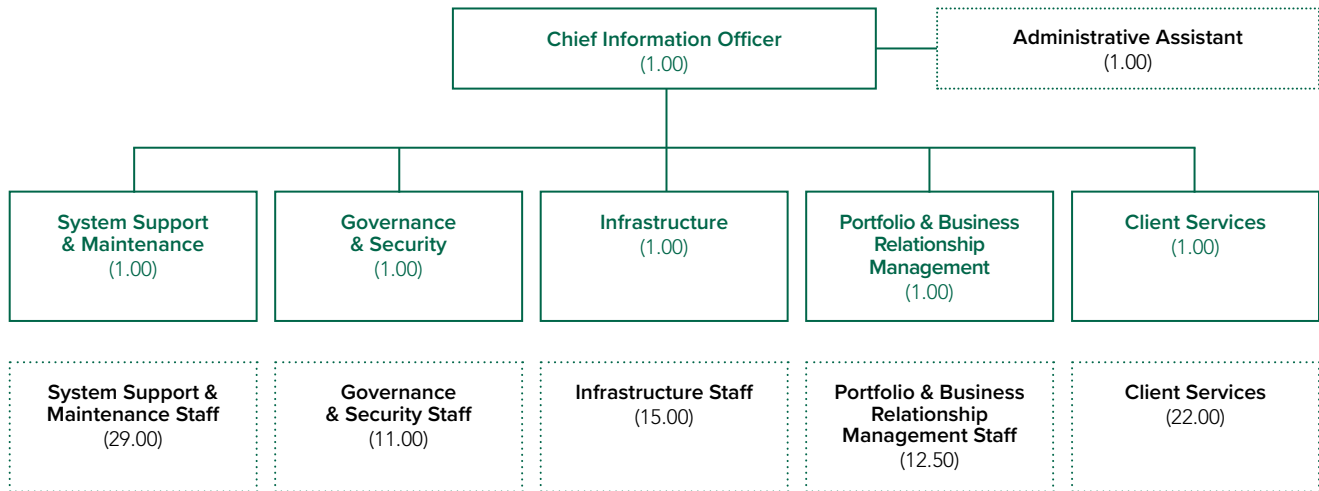 Chief Information Officer
(1.00)
Administrative Assistant
(1.00)
System Support
& Maintenance
(1.00)
Governance
& Security
(1.00)
Infrastructure
(1.00)
Portfolio & Business
Relationship
Management
(1.00)
Client Services
(1.00)
System Support &
Maintenance Staff
(29.00)
Governance
& Security Staff
(11.00)
Infrastructure Staff
(15.00)
Portfolio & Business
Relationship
Management Staff
(12.50)
Client Services
(22.00)